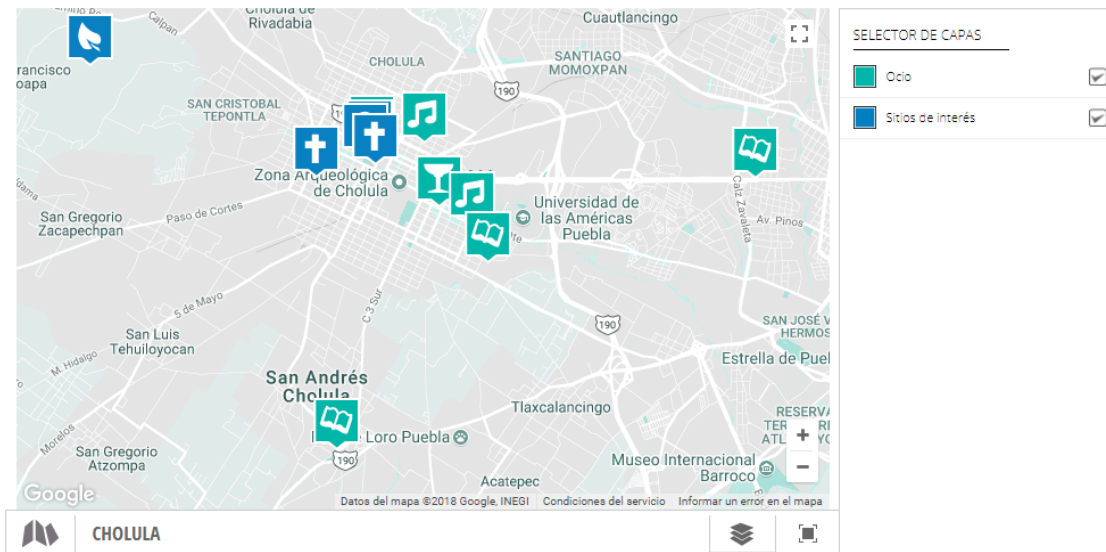 Cholula de
Rivadabia
Calpan
Cuautlancingo
SELECTOR DE CAPAS
rancisco
oapa
CHOLULA
SANTIAGO
MOMOXPAN
Ocio
190
SAN CRISTOBAL
TEPONTLA
Sitios de interés
Zona Arqueológica
de Cholula
Calz Zavaleta
San Gregorio
Zacapechpan
Paso de Cortes
Universidad de
las Américas
Puebla
Av. Pinos
5 de Mayo
C 3 Sur
190
SAN JOSÉ V
HERMOS
San Luis
Tehuiloyocan
M. Hidalgo
Estrella de Puel
San Andrés
Cholula
Tlaxcalancingo
RESERVA
Loro Puebla
Morelos
San Gregorio
Atzompa
190
Museo Internacional
Barroco
Acatepec
Google
Datos del mapa ©2018 Google, INEGI
Condiciones del servicio
Informar un error en el mapa
CHOLULA